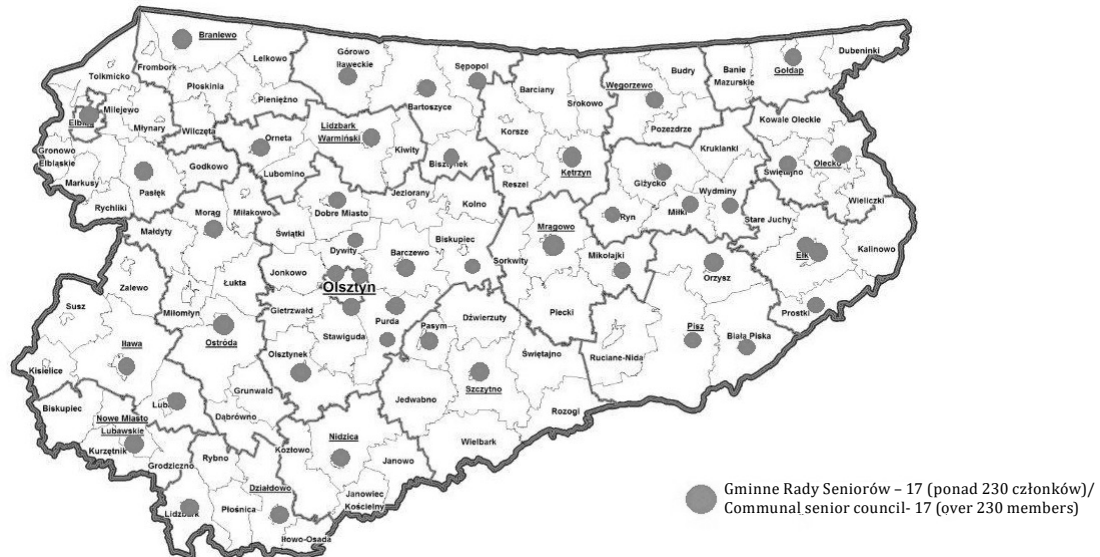 Braniewo
Górowo
Iławeckie
Sępopol
Gołdap
Dubeninki
Frombork
Lelkowo
Tolkmicko
Płoskinia
Pieniężno
Bartoszyce
Barciany
Srokowo
Węgorzewo
Budry
Banie
Mazurskie
Milejewo
Młynary
Wilczęta
Orneta
Lidzbark
Warmiński
Kiwity
Bisztynek
Korsze
Pozezdrze
Kowale Oleckie
Gronowo
Elbląskie
Godkowo
Lubomino
Kętrzyn
Kruklanki
Olecko
Markusy
Pasłęk
Jeziorany
Reszel
Giżycko
Świętajno
Rychliki
Morąg
Miłakowo
Dobre Miasto
Kolno
Wydminy
Wieliczki
Małdyty
Świątki
Mrągowo
Ryn
Miłki
Stare Juchy
Dywity
Barczewo
Biskupiec
Sorkwity
Mikołajki
Ełk
Kalinowo
Jonkowo
Orzysz
Olsztyn
Zalewo
Łukta
Susz
Miłomłyn
Gietrzwałd
Purda
Dźwierzuty
Piecki
Prostki
Iława
Ostróda
Stawiguda
Pasym
Pisz
Biała Piska
Olsztynek
Świętajno
Ruciane-Nida
Kisielice
Szczytno
Grunwald
Jedwabno
Biskupiec
Lub
Dąbrówno
Rozogi
Nowe Miasto
Lubawskie
Kurzętnik
Nidzica
Wielbark
Grodziczno
Rybno
Kozłowo
Janowo
Działdowo
Janowiec
Kościelny
Lidzbark
Płośnica
Iłowo-Osada
Gminne Rady Seniorów – 17 (ponad 230 członków)/
Communal senior council- 17 (over 230 members)